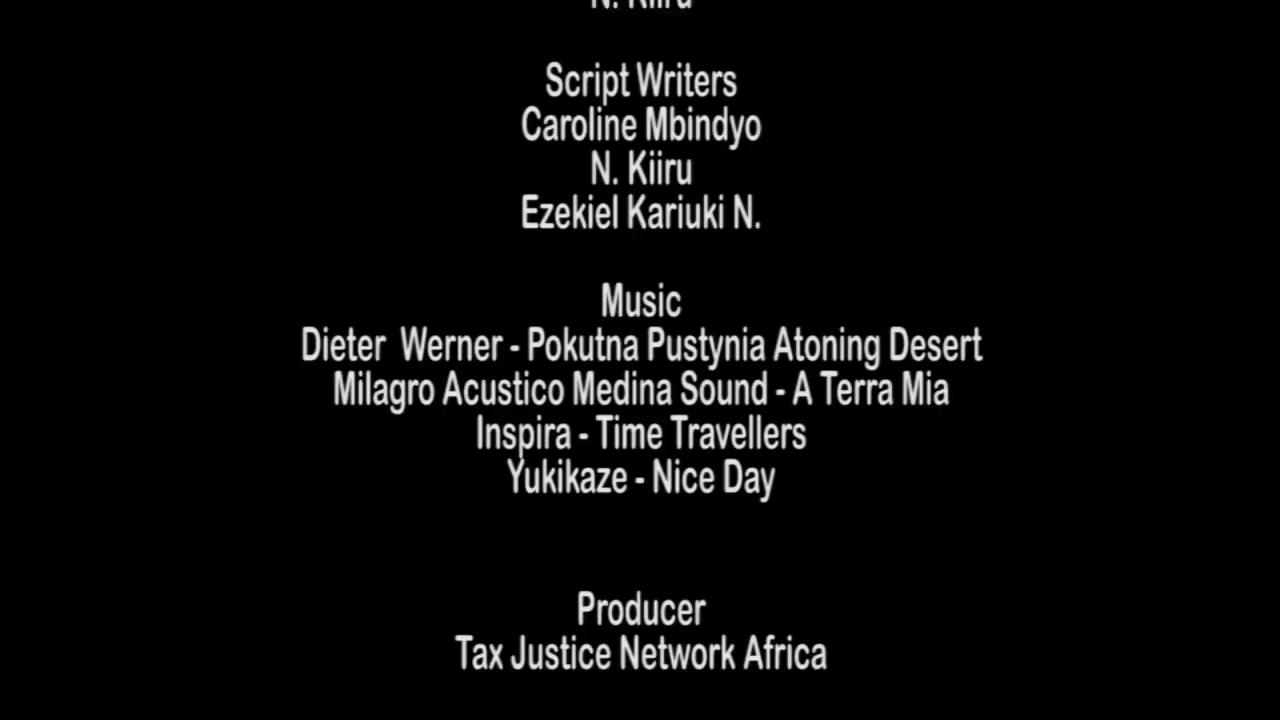 N. Kiiru
Script Writers
Caroline Mbindyo
N. Kiiru
Ezekiel Kariuki N.
Music
Dieter  Werner - Pokutna Pustynia Atoning Desert
Milagro Acustico Medina Sound - A Terra Mia
Inspira - Time Travellers
Yukikaze - Nice Day
Producer
Tax Justice Network Africa